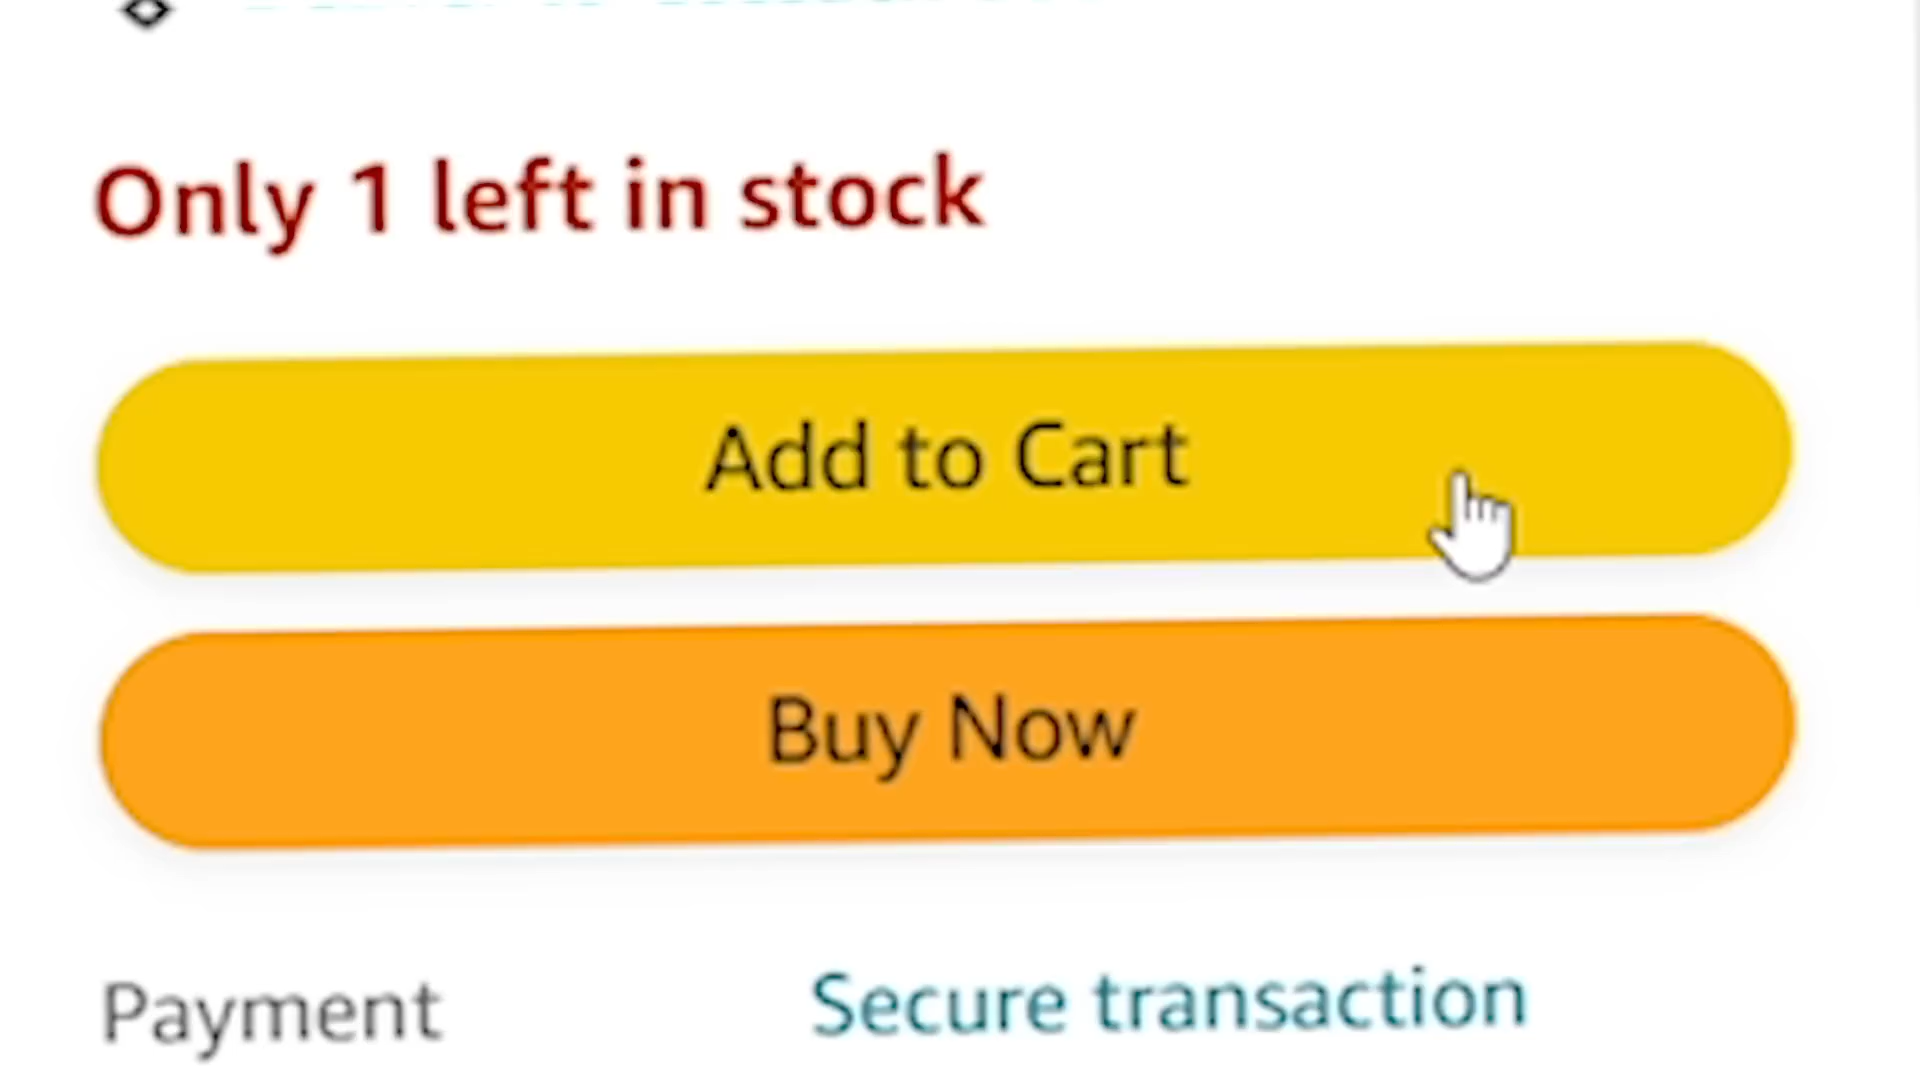 Only 1 left in stock
Add to Cart
Buy Now
Payment Secure transaction